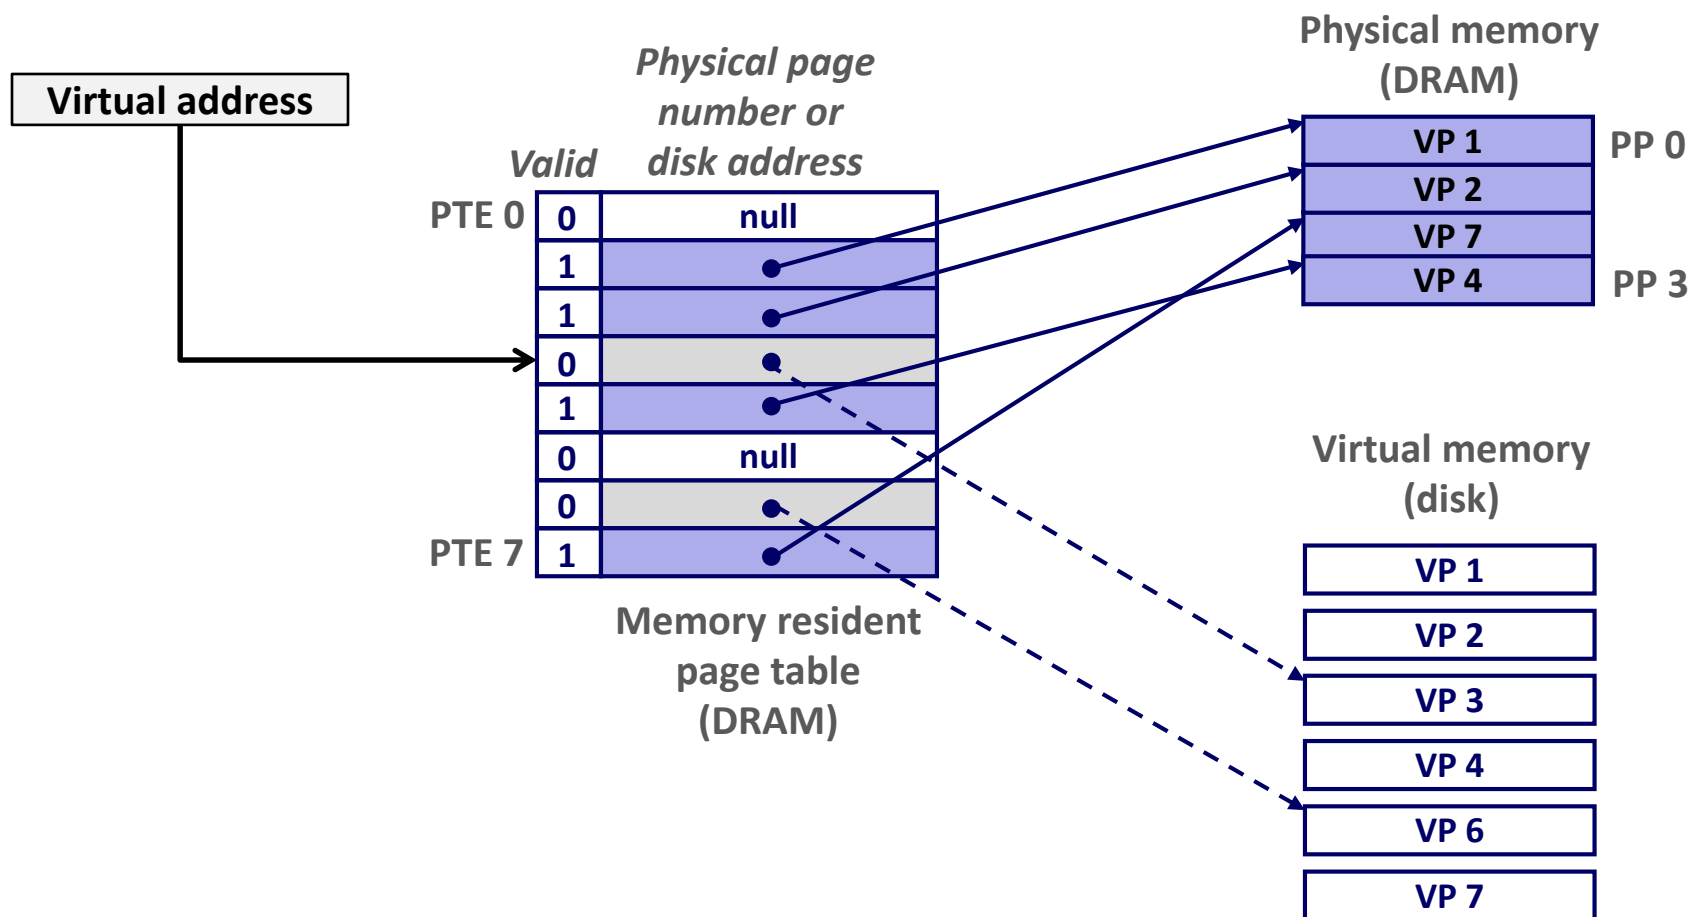 Virtual address
Physical page
number or
disk address
Valid
PTE 0
0 null
1
1
0
1
0 null
0
PTE 7 1
Memory resident
page table
(DRAM)
Physical memory
(DRAM)
VP 1 PP 0
VP 2
VP 7
VP 4 PP 3
Virtual memory
(disk)
VP 1
VP 2
VP 3
VP 4
VP 6
VP 7